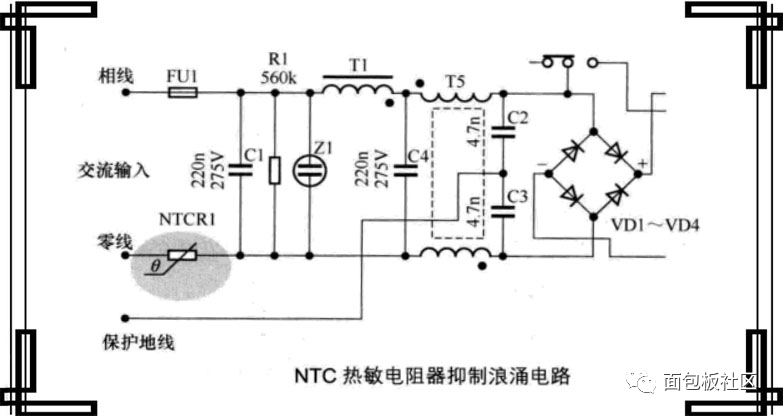 相线
FU1
R1
560k
T1
T5
220n
275V
C1
Z1
220n
275V
C4
4.7n
C2
4.7n
C3
交流输入
NTCR1
零线
θ
保护地线
−
+
VD1～VD4
NTC 热敏电阻器抑制浪涌电路
面包板社区